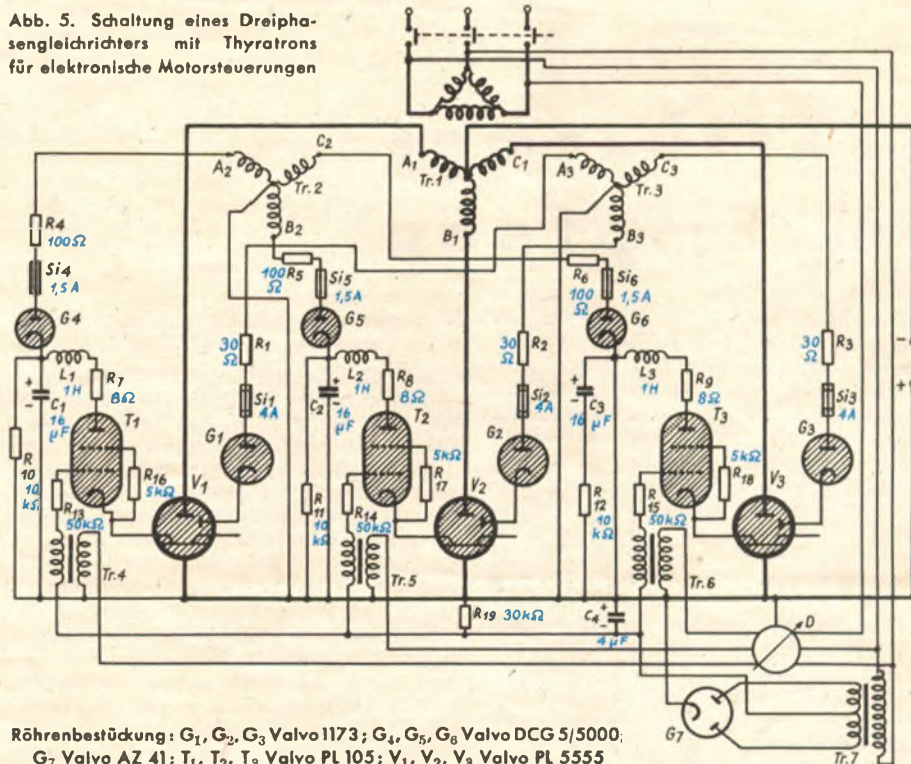 Abb. 5. Schaltung eines Dreipha-
sengleichrichters mit Thyratrons
für elektronische Motorsteuerungen
A2
C2
Tr.2
B2
A1
C1
Tr.1
B1
A3
C3
Tr.3
B3
R4
100Ω
Si4
1,5A
G4
L1
1H
R7
8Ω
C1
16
µF
T1
R
10
10
kΩ
R16
5kΩ
R13
50kΩ
Tr.4
V1
30
Ω
R1
Si1
4A
G1
100
Ω
R5
Si5
1,5A
G5
L2
1H
R8
8Ω
C2
16
µF
T2
R
11
10
kΩ
5kΩ
R
17
R14
50kΩ
Tr.5
V2
30
Ω
R2
Si2
4A
G2
R6
100
Ω
Si6
1,5A
G6
L3
1H
R9
8Ω
C3
16
µF
T3
R
12
10
kΩ
5kΩ
R18
R
15
50kΩ
Tr.6
V3
30
Ω
R3
Si3
4A
G3
R19 30kΩ
C4
4µF
D
G7
Tr.7
Röhrenbestückung: G1, G2, G3 Valvo 1173; G4, G5, G6 Valvo DCG 5/5000;
G7 Valvo AZ 41; T1, T2, T3 Valvo PL 105; V1, V2, V3 Valvo PL 5555